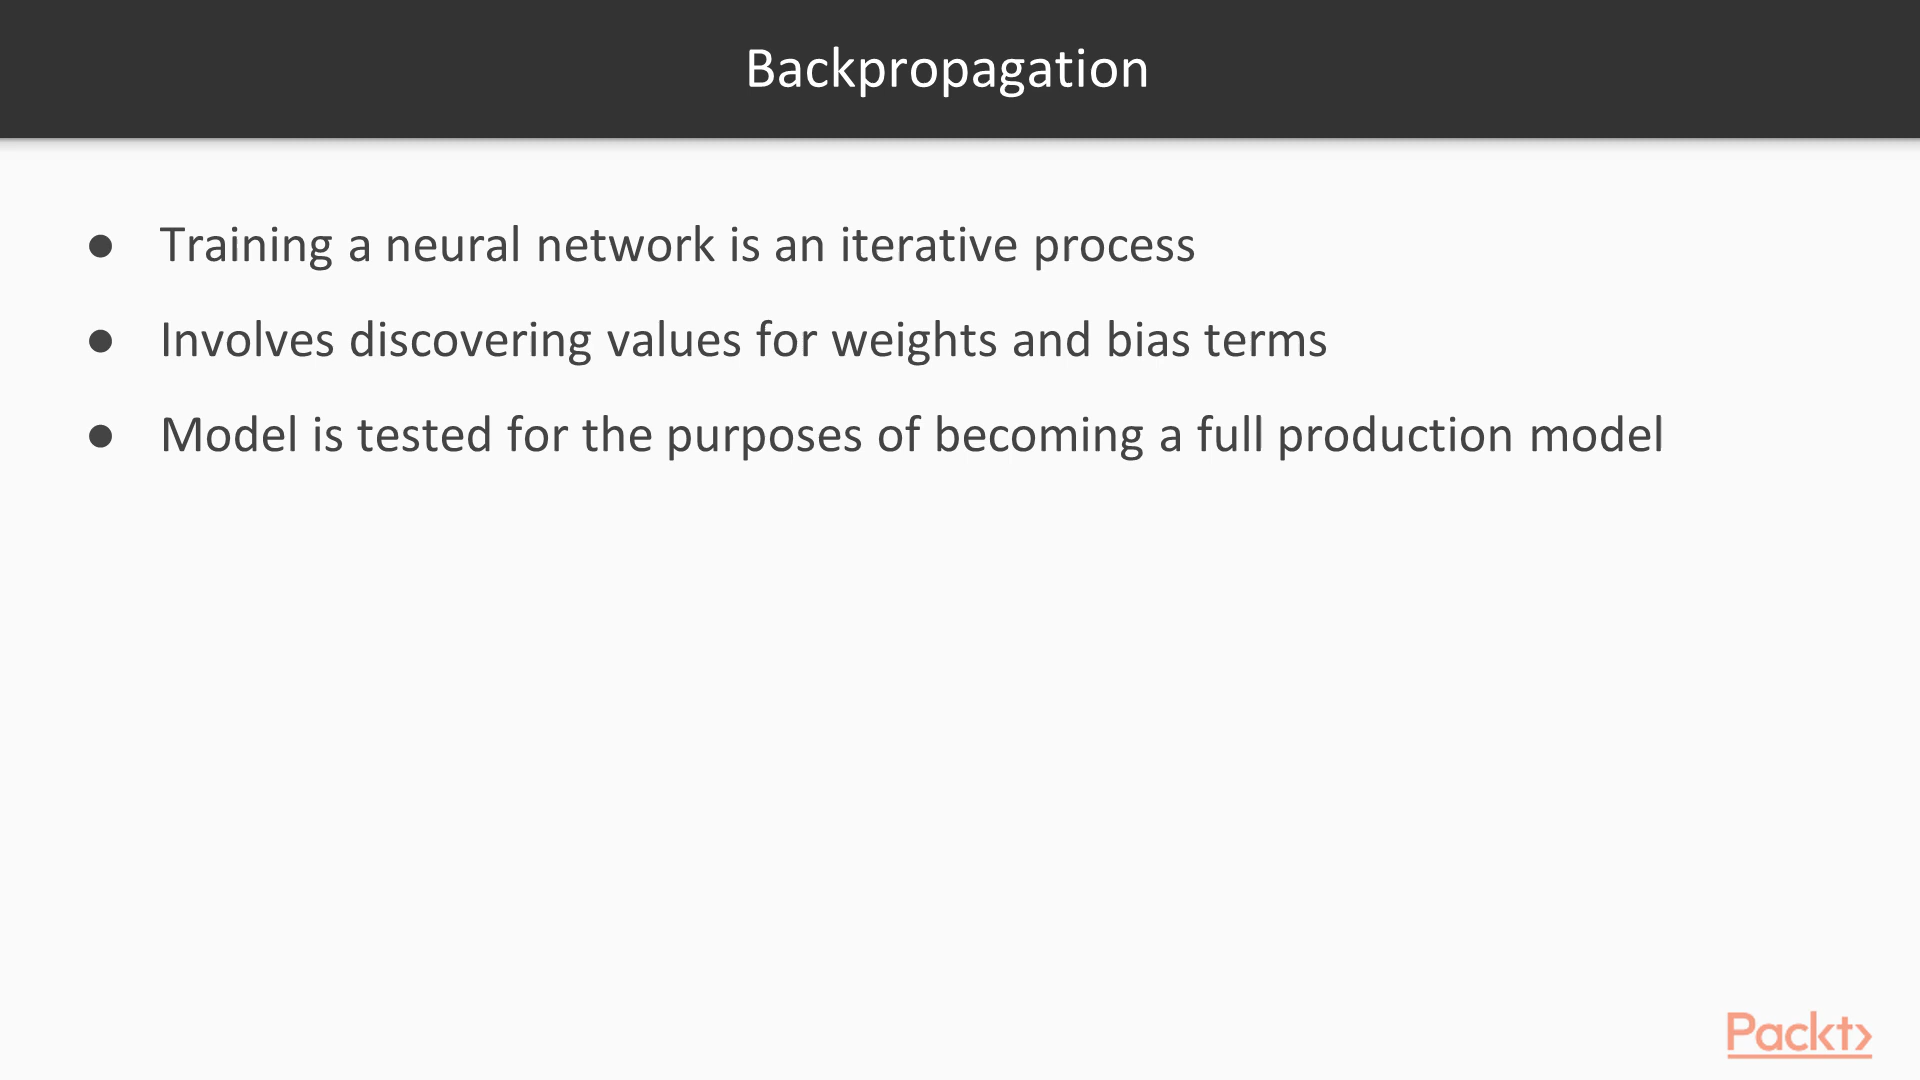 Backpropagation
● Training a neural network is an iterative process
● Involves discovering values for weights and bias terms
● Model is tested for the purposes of becoming a full production model
Packt>